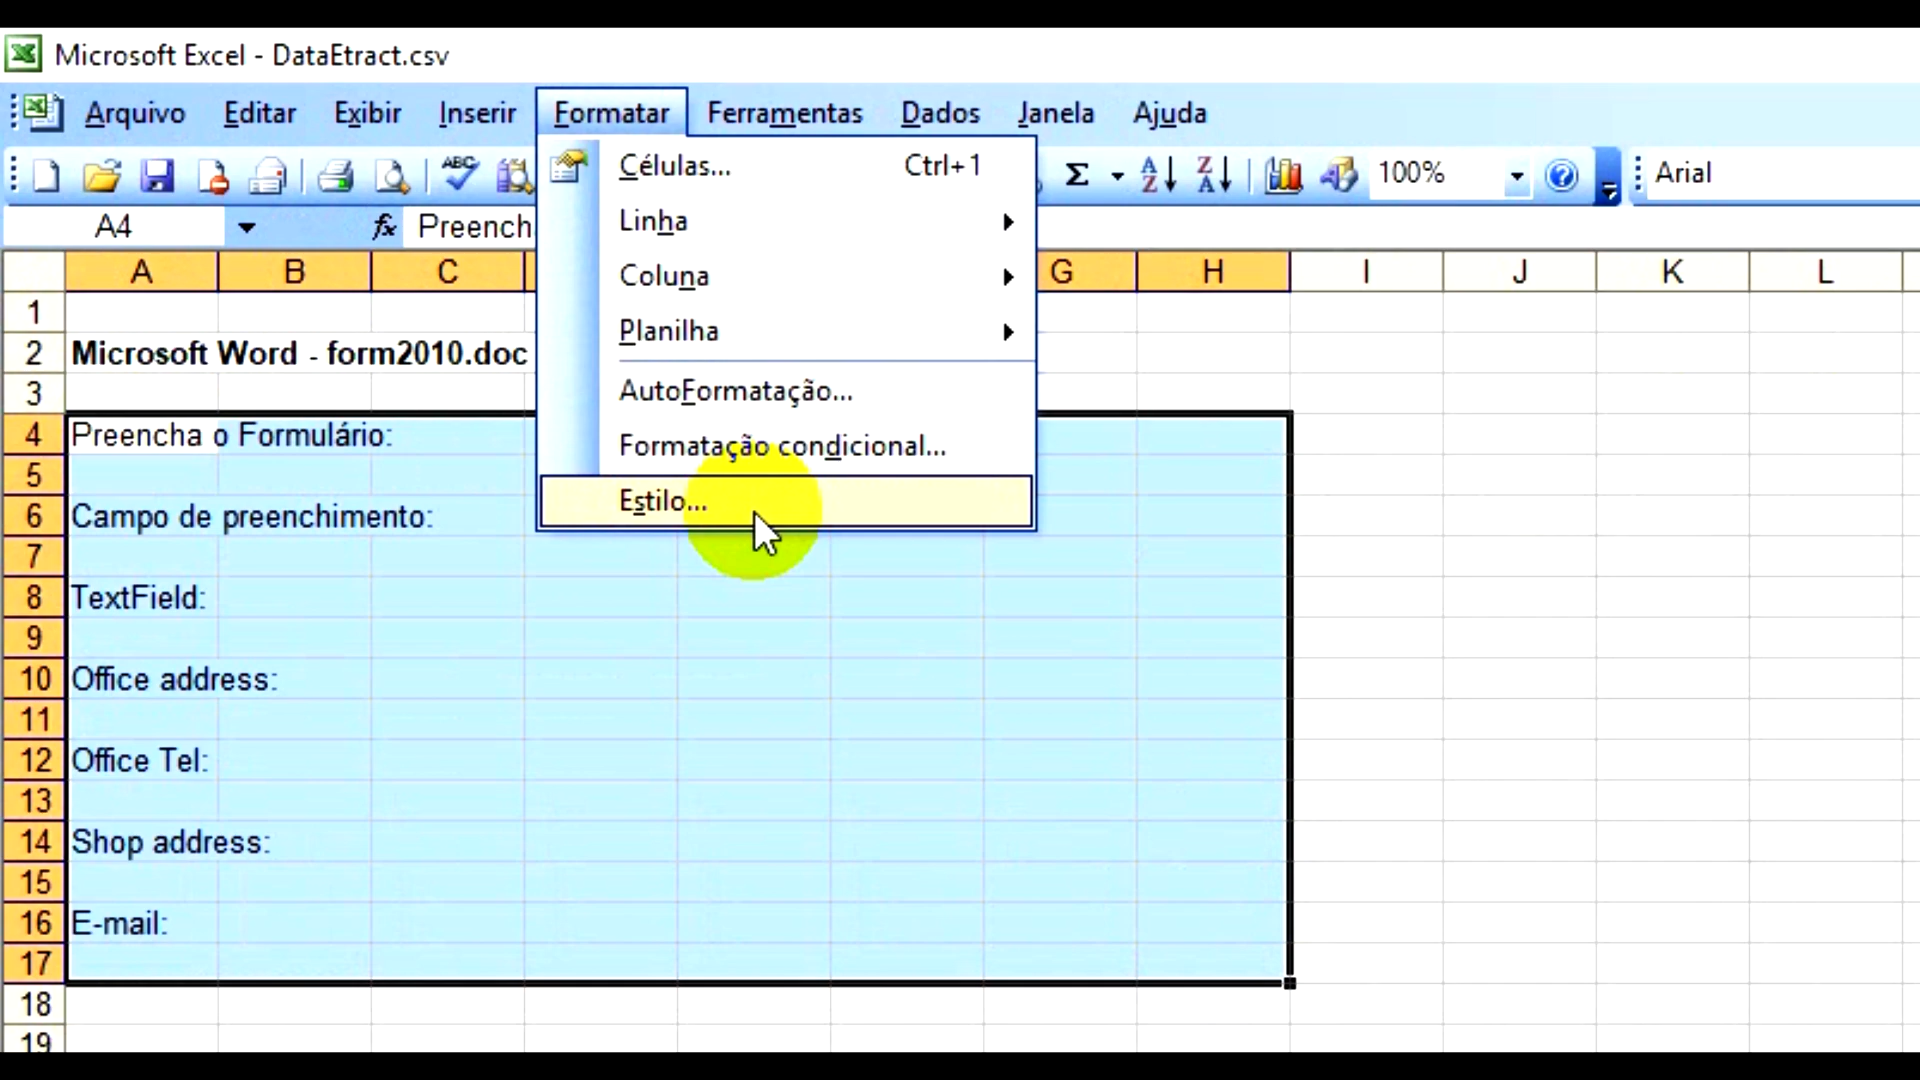 Microsoft Excel - DataEtract.csv
Arquivo Editar Exibir Inserir Formatar Ferramentas Dados Janela Ajuda
ABC Σ A Z Z A 100% Arial
A4 fx Preench
A B C G H I J K L
Células... Ctrl+1
Linha
Coluna
Planilha
AutoFormatação...
Formatação condicional...
Estilo...
1
2 Microsoft Word - form2010.doc
3
4 Preencha o Formulário:
5
6 Campo de preenchimento:
7
8 TextField:
9
10 Office address:
11
12 Office Tel:
13
14 Shop address:
15
16 E-mail:
17
18
19